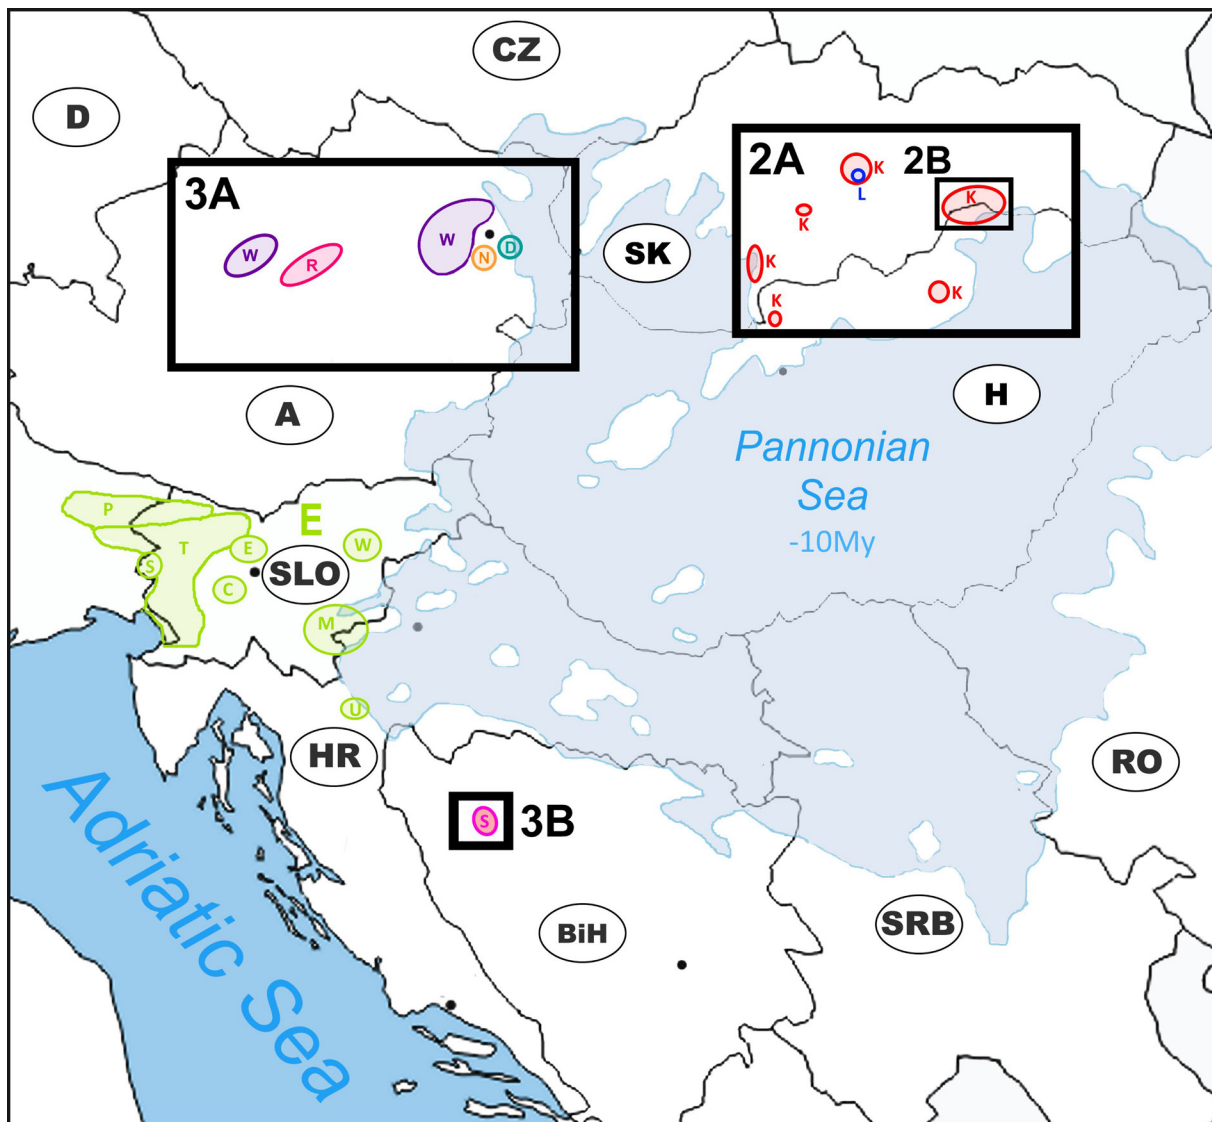 CZ
D
3A
W
R
W
N
D
2A
K
L
K
K
K
2B
K
K
SK
A
H
Pannonian
Sea
-10My
P
T
S
E
E
W
C
SLO
M
U
HR
S
3B
BiH
SRB
RO
Adriatic Sea